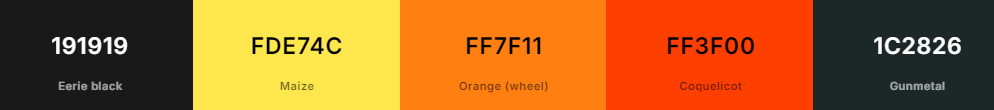 191919 FDE74C FF7F11 FF3F00 1C2826
Eerie black Maize Orange (wheel) Coquelicot Gunmetal